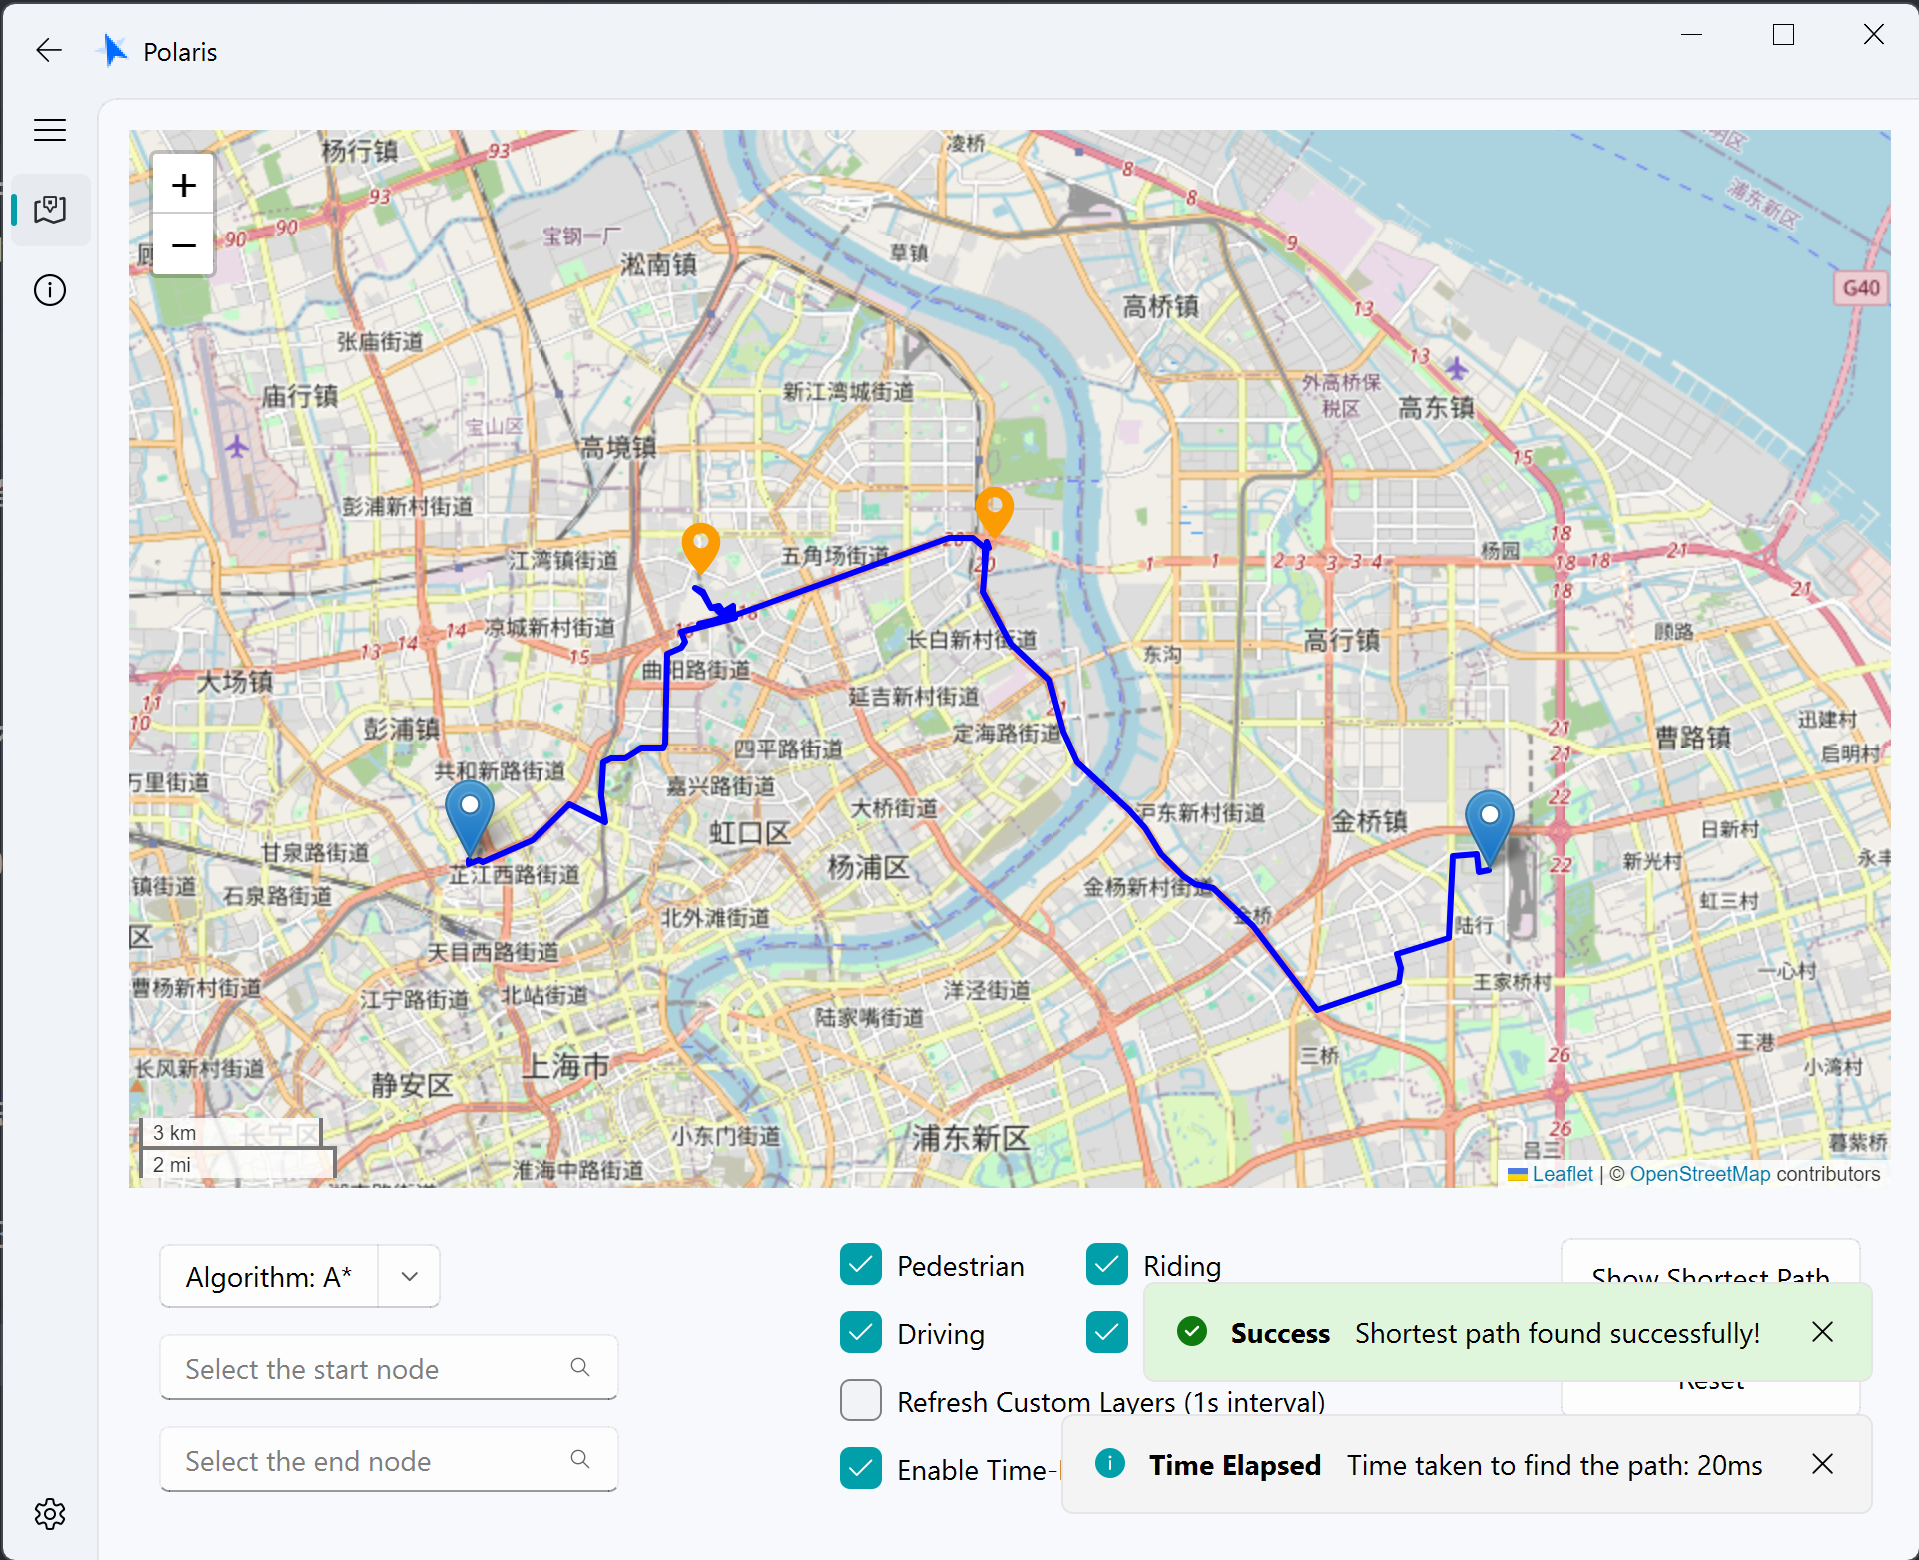 Polaris
凌桥
杨行镇
93
8
93
8
浦东新区
90
90
宝钢一厂
9
淞南镇
草镇
G40
高桥镇
13
张庙街道
13
外高桥保
税区
新江湾城街道
庙行镇
高东镇
宝山区
高境镇
15
彭浦新村街道
18
江湾镇街道
五角场街道
20
1
1
2
3
3
3
4
杨园
18
18
21
21
18
凉城新村街道
14
14
13
15
长白新村街道
高行镇
顾路
东沟
曲阳路街道
大场镇
延吉新村街道
11
10
迅建村
彭浦镇
定海路街道
21
曹路镇
四平路街道
21
启明村
共和新路街道
万里街道
嘉兴路街道
22
大桥街道
沪东新村街道
金桥镇
日新村
虹口区
甘泉路街道
22
新光村
杨浦区
芷江西路街道
镇街道
石泉路街道
金杨新村街道
虹三村
北外滩街道
金桥
陆行
区
天目西路街道
一心村
王家桥村
曹杨新村街道
江宁路街道
北站街道
洋泾街道
陆家嘴街道
王港
三桥
26
上海市
长风新村街道
静安区
小湾村
26
3 km
长宁区
小东门街道
浦东新区
吕三
暮紫桥
2 mi
淮海中路街道
Leaflet | © OpenStreetMap contributors
Algorithm: A*
Pedestrian
Riding
Show Shortest Path
Driving
Success Shortest path found successfully!
Select the start node
Reset
Refresh Custom Layers (1s interval)
Select the end node
Enable Time-
Time Elapsed Time taken to find the path: 20ms